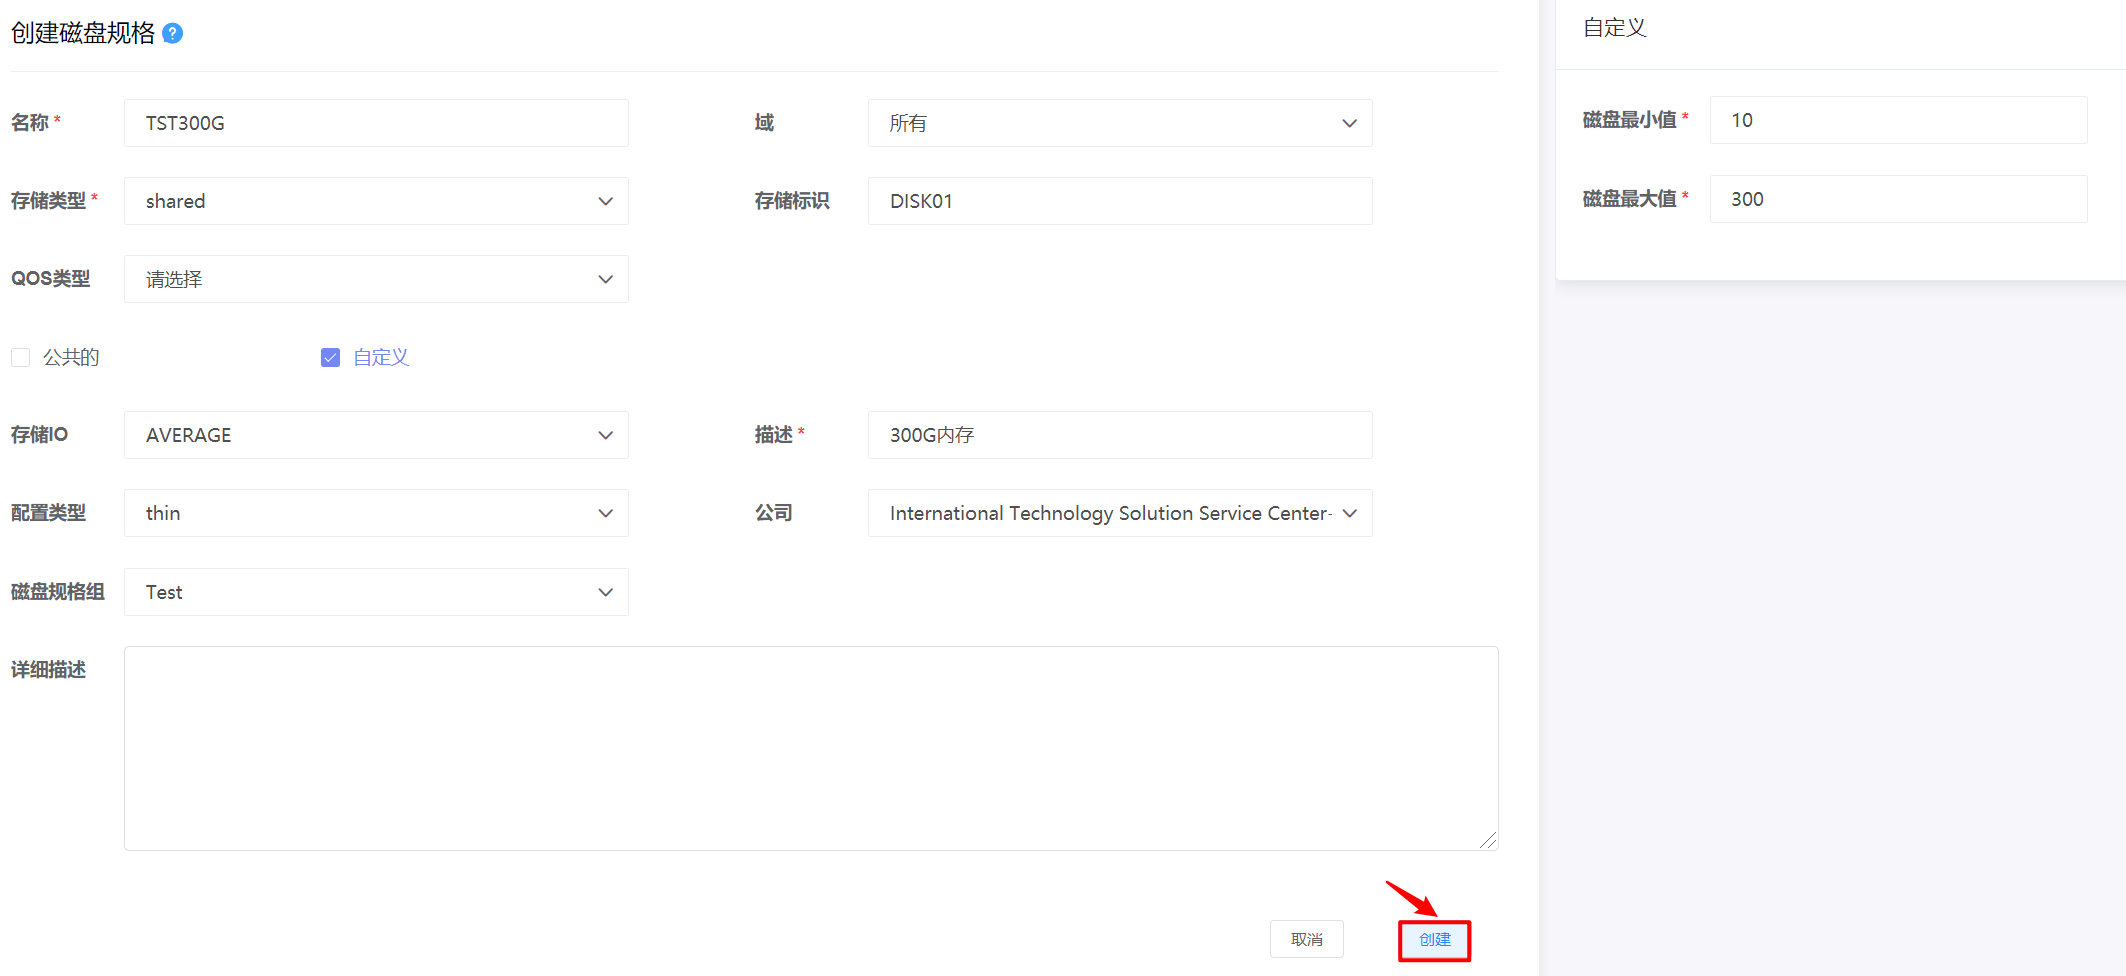 创建磁盘规格 ?
名称 * TST300G
域 所有
存储类型 * shared
存储标识 DISK01
QOS类型 请选择
公共的
自定义
存储IO AVERAGE
描述 * 300G内存
配置类型 thin
公司 International Technology Solution Service Center-
磁盘规格组 Test
详细描述
取消
创建
自定义
磁盘最小值 * 10
磁盘最大值 * 300